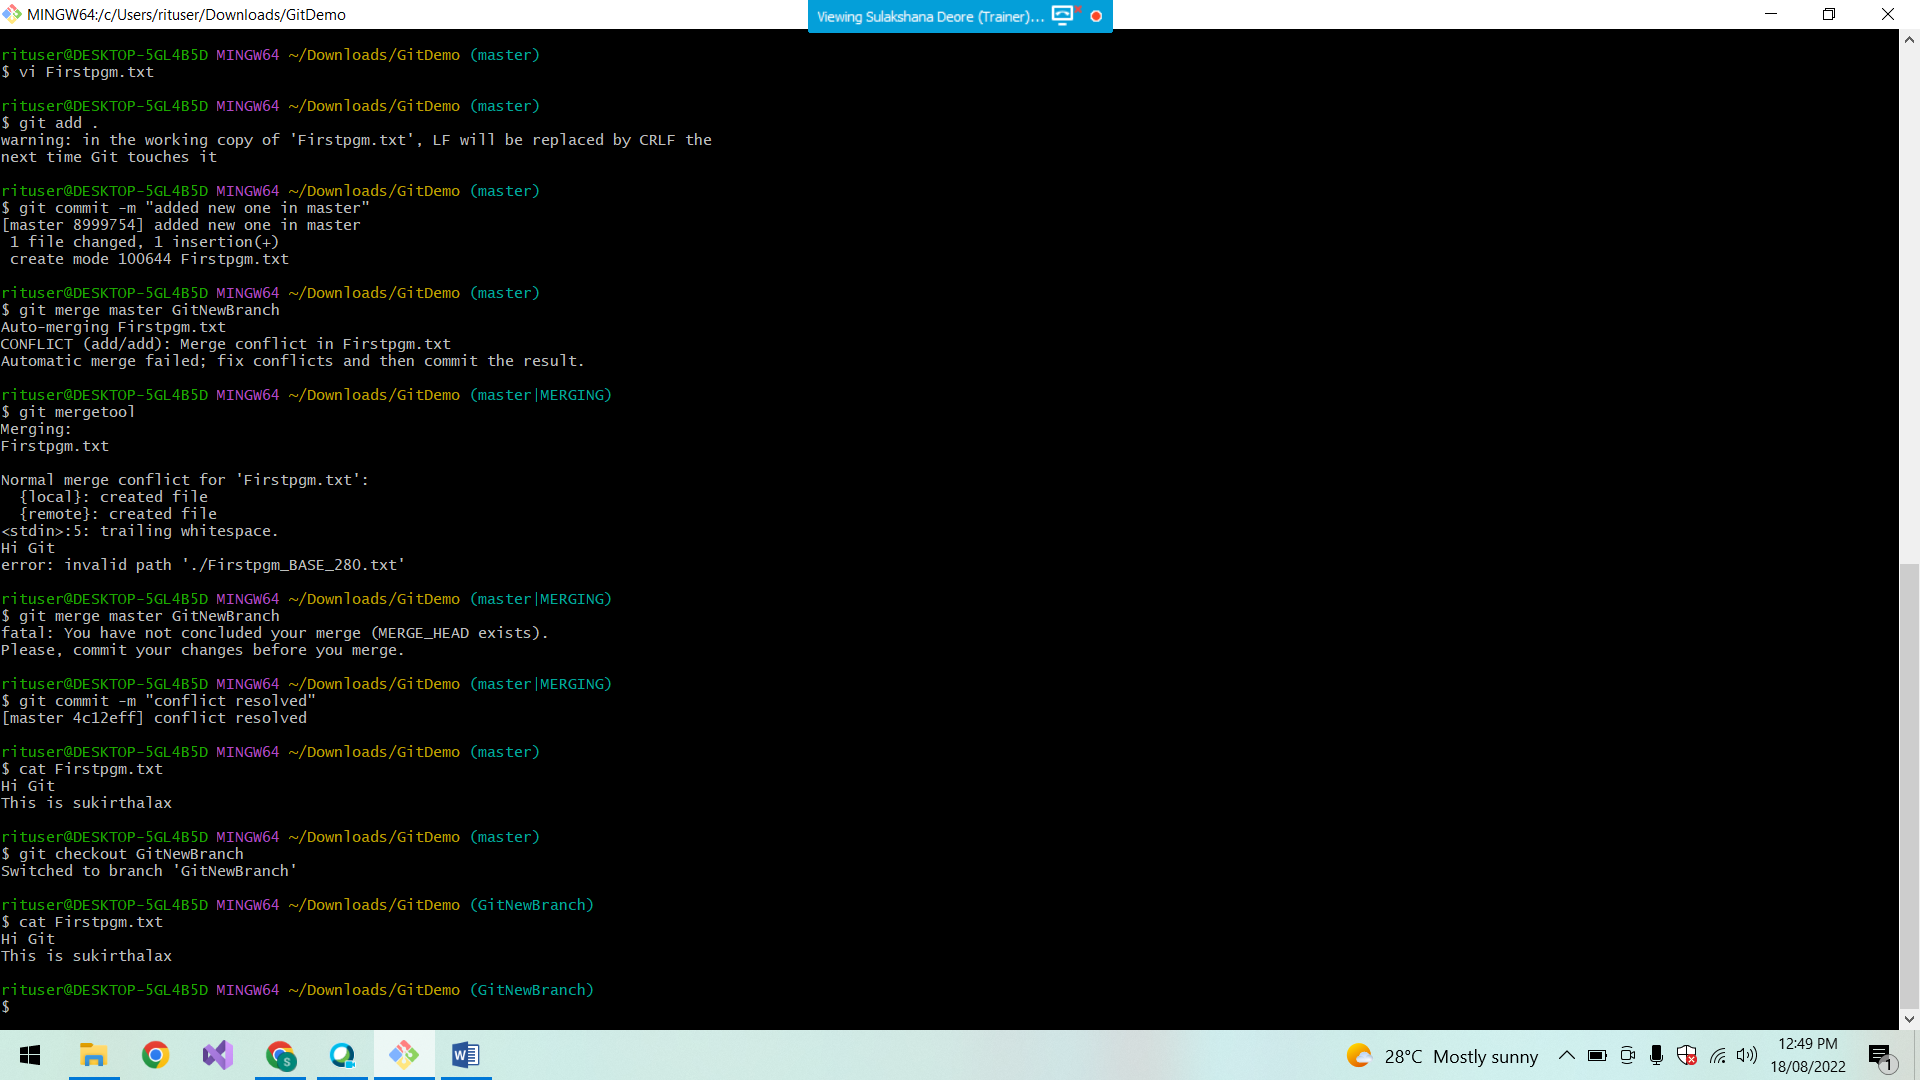 MINGW64:/c/Users/rituser/Downloads/GitDemo
Viewing Sulakshana Deore (Trainer)...
rituser@DESKTOP-5GL4B5D MINGW64 ~/Downloads/GitDemo (master)
$ vi Firstpgm.txt
rituser@DESKTOP-5GL4B5D MINGW64 ~/Downloads/GitDemo (master)
$ git add .
warning: in the working copy of 'Firstpgm.txt', LF will be replaced by CRLF the
next time Git touches it
rituser@DESKTOP-5GL4B5D MINGW64 ~/Downloads/GitDemo (master)
$ git commit -m "added new one in master"
[master 8999754] added new one in master
 1 file changed, 1 insertion(+)
 create mode 100644 Firstpgm.txt
rituser@DESKTOP-5GL4B5D MINGW64 ~/Downloads/GitDemo (master)
$ git merge master GitNewBranch
Auto-merging Firstpgm.txt
CONFLICT (add/add): Merge conflict in Firstpgm.txt
Automatic merge failed; fix conflicts and then commit the result.
rituser@DESKTOP-5GL4B5D MINGW64 ~/Downloads/GitDemo (master|MERGING)
$ git mergetool
Merging:
Firstpgm.txt
Normal merge conflict for 'Firstpgm.txt':
  {local}: created file
  {remote}: created file
<stdin>:5: trailing whitespace.
Hi Git
error: invalid path './Firstpgm_BASE_280.txt'
rituser@DESKTOP-5GL4B5D MINGW64 ~/Downloads/GitDemo (master|MERGING)
$ git merge master GitNewBranch
fatal: You have not concluded your merge (MERGE_HEAD exists).
Please, commit your changes before you merge.
rituser@DESKTOP-5GL4B5D MINGW64 ~/Downloads/GitDemo (master|MERGING)
$ git commit -m "conflict resolved"
[master 4c12eff] conflict resolved
rituser@DESKTOP-5GL4B5D MINGW64 ~/Downloads/GitDemo (master)
$ cat Firstpgm.txt
Hi Git
This is sukirthalax
rituser@DESKTOP-5GL4B5D MINGW64 ~/Downloads/GitDemo (master)
$ git checkout GitNewBranch
Switched to branch 'GitNewBranch'
rituser@DESKTOP-5GL4B5D MINGW64 ~/Downloads/GitDemo (GitNewBranch)
$ cat Firstpgm.txt
Hi Git
This is sukirthalax
rituser@DESKTOP-5GL4B5D MINGW64 ~/Downloads/GitDemo (GitNewBranch)
$
S
W
28°C Mostly sunny
12:49 PM
18/08/2022
1